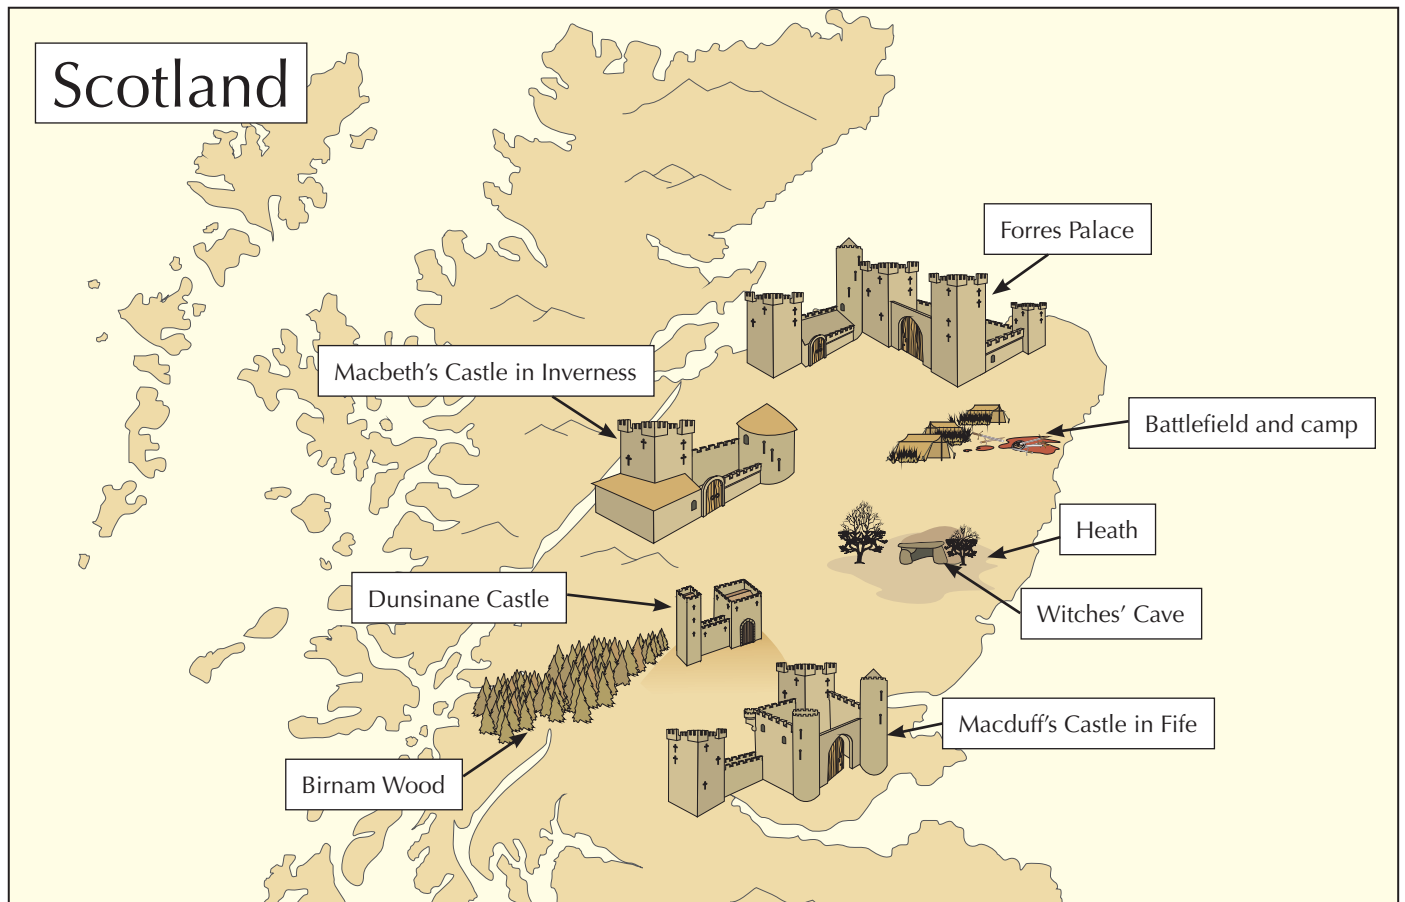 Scotland
Forres Palace
Macbeth’s Castle in Inverness
Battlefield and camp
Heath
Dunsinane Castle
Witches’ Cave
Macduff’s Castle in Fife
Birnam Wood